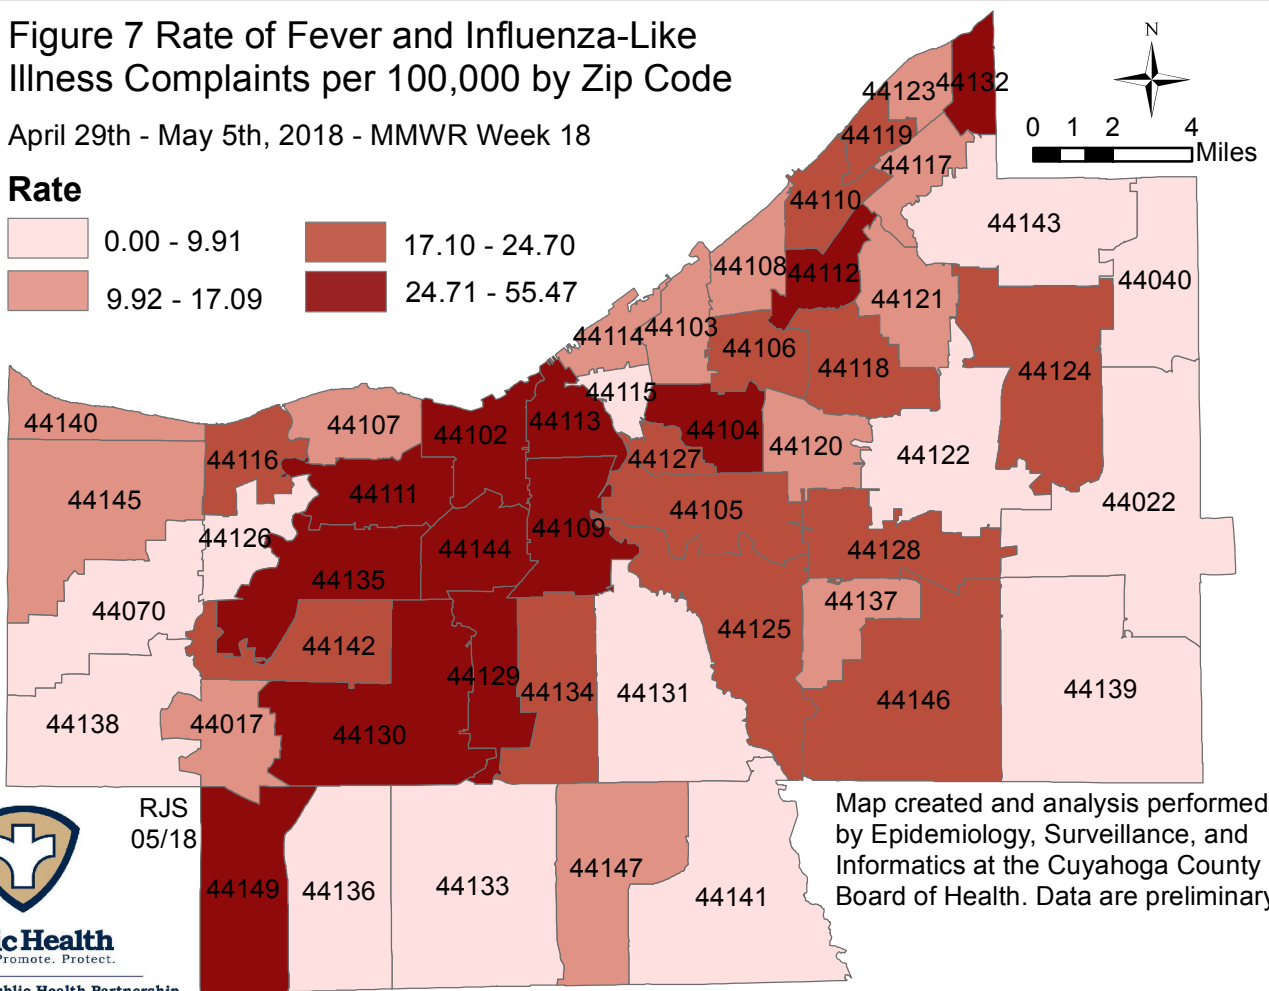 Figure 7 Rate of Fever and Influenza-Like
Illness Complaints per 100,000 by Zip Code
April 29th - May 5th, 2018 - MMWR Week 18
Rate
0.00 - 9.91
9.92 - 17.09
17.10 - 24.70
24.71 - 55.47
N
0 1 2 4
Miles
44132
44123
44119
44117
44110
44143
44108
44112
44040
44121
44114
44103
44106
44118
44124
44115
44140
44107
44102
44113
44104
44120
44122
44116
44127
44145
44111
44105
44022
44126
44144
44109
44128
44135
44070
44137
44142
44125
44129
44134
44131
44146
44139
44138
44017
44130
RJS
05/18
44149
44136
44133
44147
44141
Map created and analysis performed
by Epidemiology, Surveillance, and
Informatics at the Cuyahoga County
Board of Health. Data are preliminary
Health
Promote. Protect.
Health Partnership